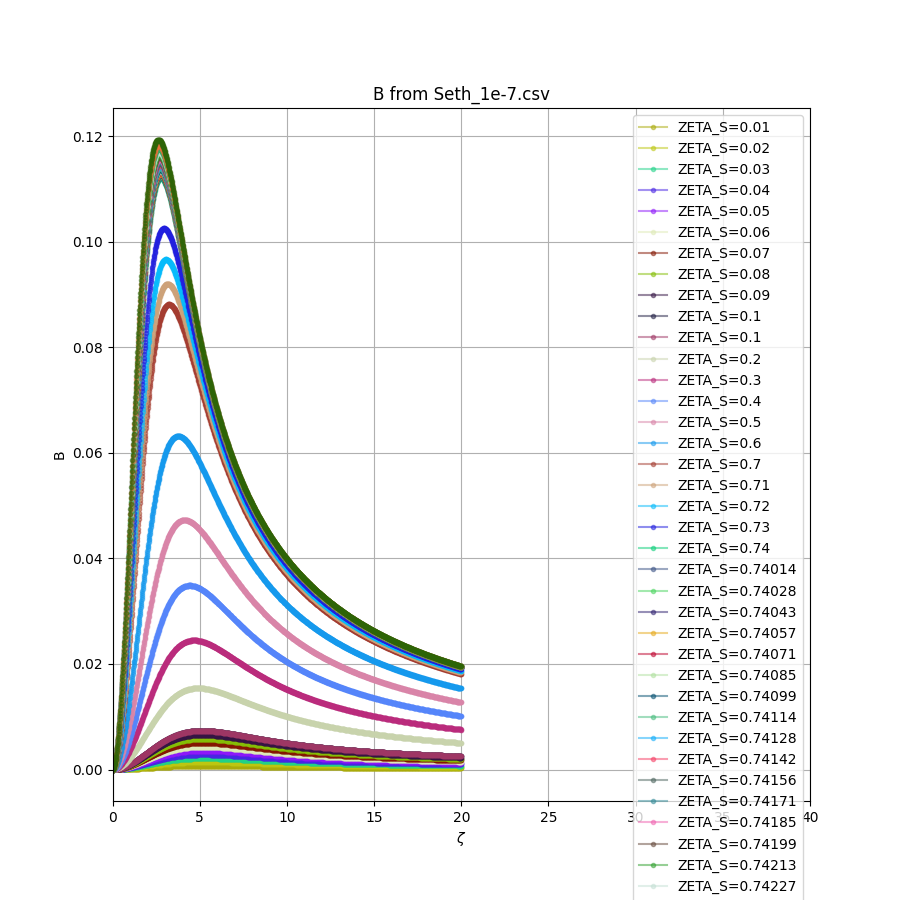 B from Seth_1e-7.csv
0.12
0.10
0.08
0.06
0.04
0.02
0.00
B
0
5
10
15
20
25
30
35
40
ζ
ZETA_S=0.01
ZETA_S=0.02
ZETA_S=0.03
ZETA_S=0.04
ZETA_S=0.05
ZETA_S=0.06
ZETA_S=0.07
ZETA_S=0.08
ZETA_S=0.09
ZETA_S=0.1
ZETA_S=0.1
ZETA_S=0.2
ZETA_S=0.3
ZETA_S=0.4
ZETA_S=0.5
ZETA_S=0.6
ZETA_S=0.7
ZETA_S=0.71
ZETA_S=0.72
ZETA_S=0.73
ZETA_S=0.74
ZETA_S=0.74014
ZETA_S=0.74028
ZETA_S=0.74043
ZETA_S=0.74057
ZETA_S=0.74071
ZETA_S=0.74085
ZETA_S=0.74099
ZETA_S=0.74114
ZETA_S=0.74128
ZETA_S=0.74142
ZETA_S=0.74156
ZETA_S=0.74171
ZETA_S=0.74185
ZETA_S=0.74199
ZETA_S=0.74213
ZETA_S=0.74227